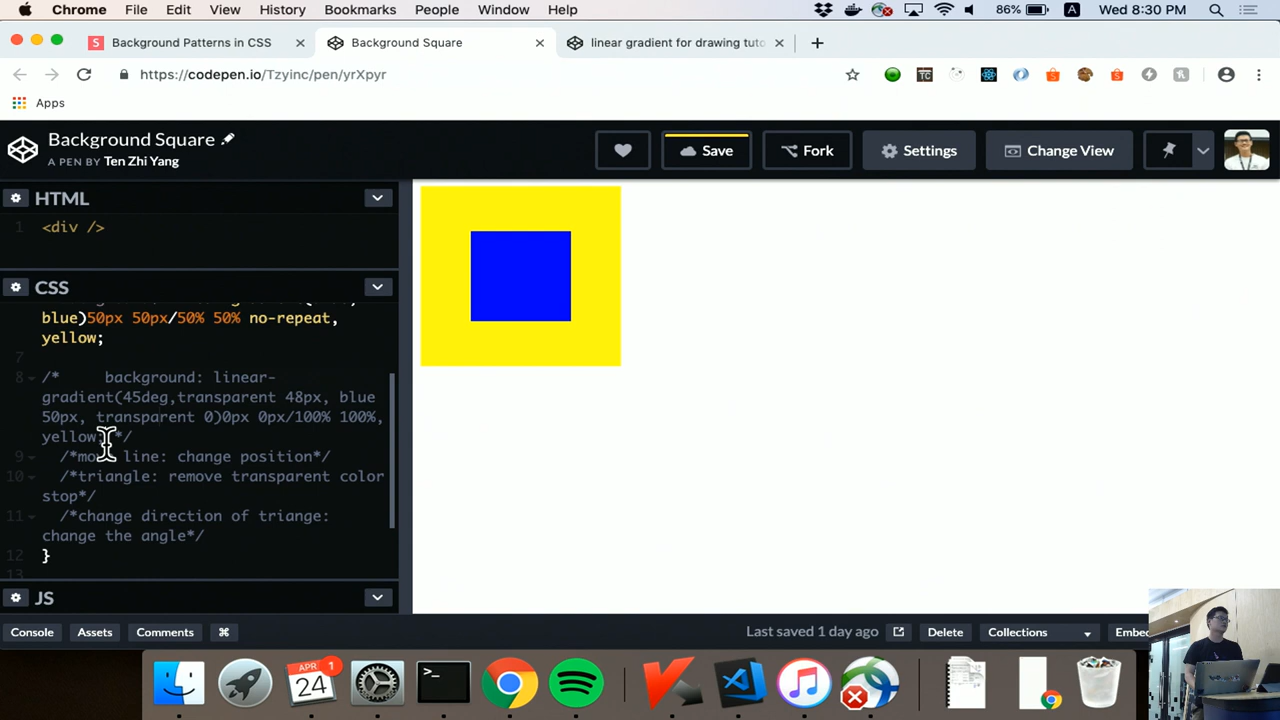 Chrome File Edit View History Bookmarks People Window Help 86% A Wed 8:30 PM
S Background Patterns in CSS Background Square linear gradient for drawing tuto
https://codepen.io/Tzyinc/pen/yrXpyr TC
Apps
Background Square
A PEN BY Ten Zhi Yang
Save Fork Settings Change View
HTML
1 <div />
CSS
blue)50px 50px/50% 50% no-repeat,
yellow;
7
8 /* background: linear-
gradient(45deg,transparent 48px, blue
50px, transparent 0)0px 0px/100% 100%,
yellow; */
9 /*mo line: change position*/
10 /*triangle: remove transparent color
stop*/
11 /*change direction of triange:
change the angle*/
12 }
13
JS
Console Assets Comments ⌘ Last saved 1 day ago Delete Collections Embe
APR 1
24